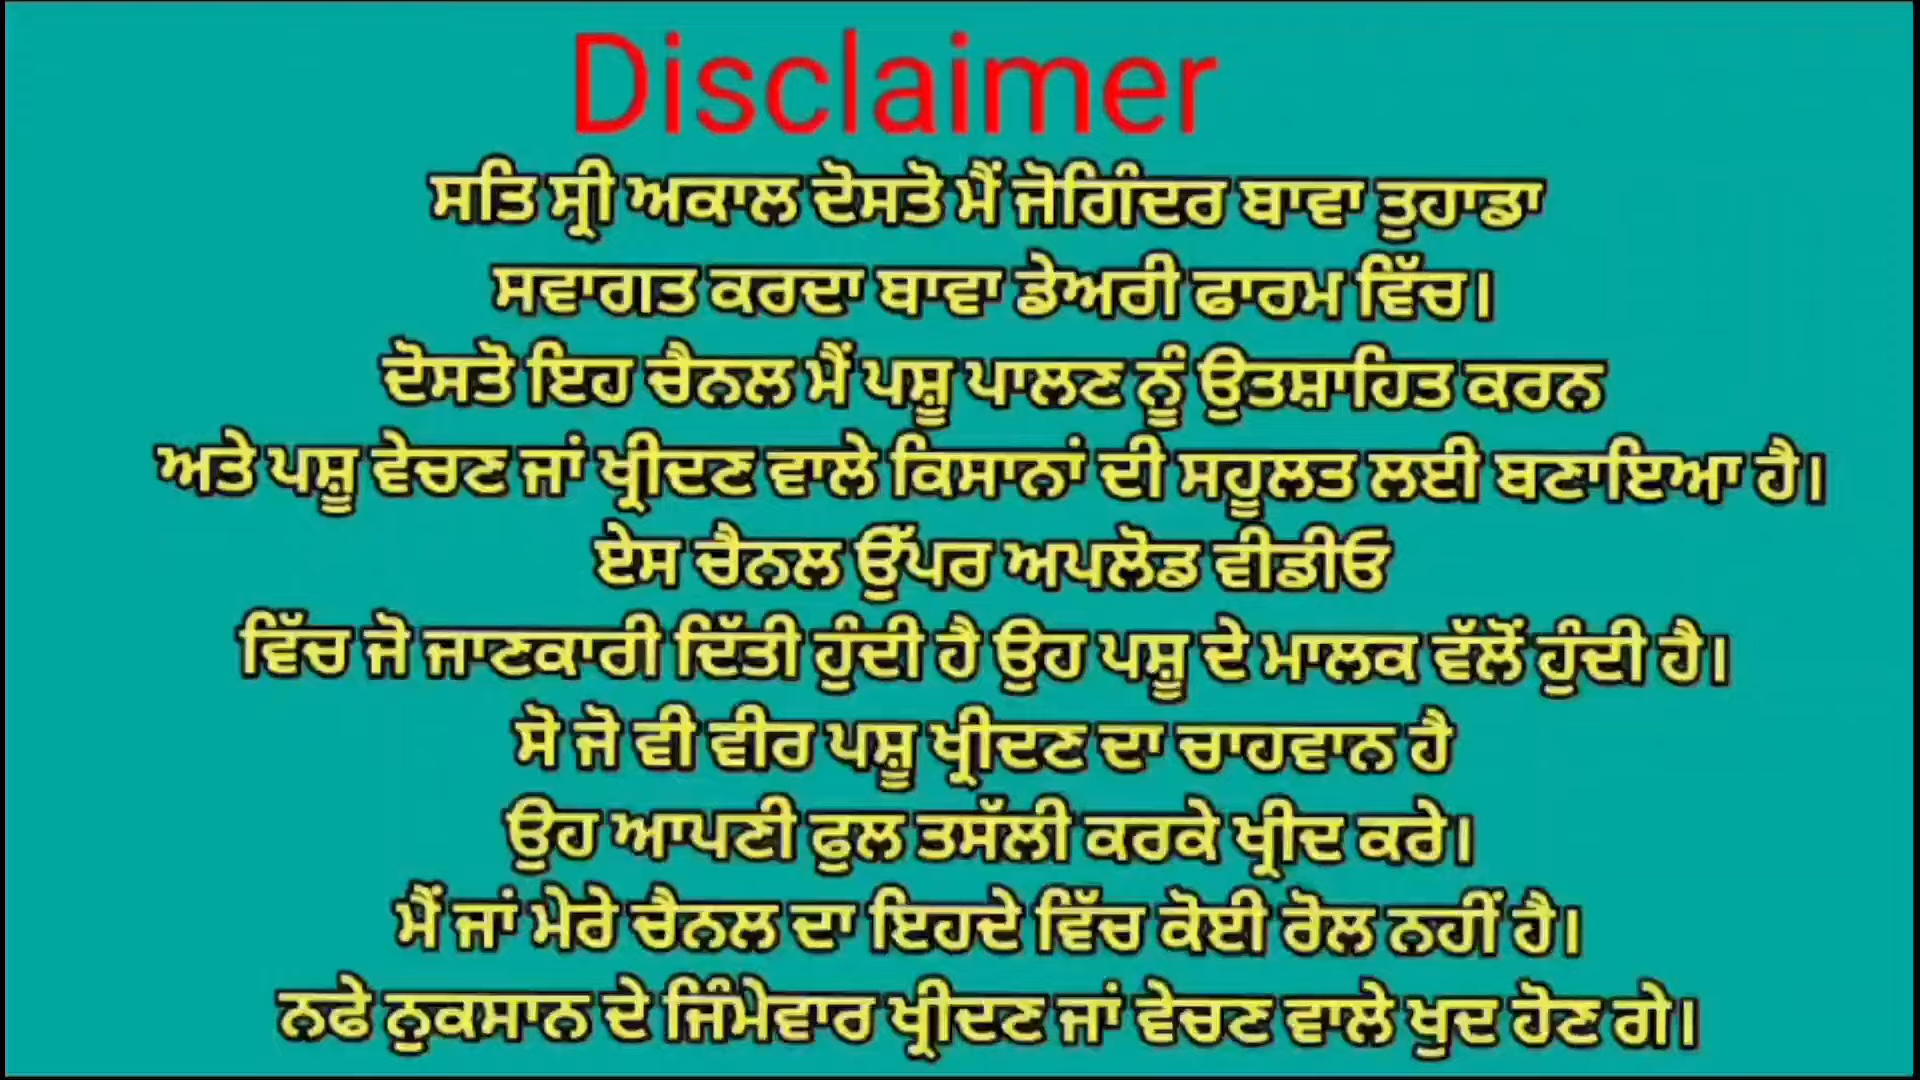 Disclaimer
ਸਤਿ ਸ੍ਰੀ ਅਕਾਲ ਦੋਸਤੋ ਮੈਂ ਜੋਗਿੰਦਰ ਬਾਵਾ ਤੁਹਾਡਾ
ਸਵਾਗਤ ਕਰਦਾ ਬਾਵਾ ਡੇਅਰੀ ਫਾਰਮ ਵਿੱਚ।
ਦੋਸਤੋ ਇਹ ਚੈਨਲ ਮੈਂ ਪਸ਼ੂ ਪਾਲਣ ਨੂੰ ਉਤਸ਼ਾਹਿਤ ਕਰਨ
ਅਤੇ ਪਸ਼ੂ ਵੇਚਣ ਜਾਂ ਖ੍ਰੀਦਣ ਵਾਲੇ ਕਿਸਾਨਾਂ ਦੀ ਸਹੂਲਤ ਲਈ ਬਣਾਇਆ ਹੈ।
ਏਸ ਚੈਨਲ ਉੱਪਰ ਅਪਲੋਡ ਵੀਡੀਓ
ਵਿੱਚ ਜੋ ਜਾਣਕਾਰੀ ਦਿੱਤੀ ਹੁੰਦੀ ਹੈ ਉਹ ਪਸ਼ੂ ਦੇ ਮਾਲਕ ਵੱਲੋਂ ਹੁੰਦੀ ਹੈ।
ਸੋ ਜੋ ਵੀ ਵੀਰ ਪਸ਼ੂ ਖ੍ਰੀਦਣ ਦਾ ਚਾਹਵਾਨ ਹੈ
ਉਹ ਆਪਣੀ ਫੁਲ ਤਸੱਲੀ ਕਰਕੇ ਖ੍ਰੀਦ ਕਰੇ।
ਮੈਂ ਜਾਂ ਮੇਰੇ ਚੈਨਲ ਦਾ ਇਹਦੇ ਵਿੱਚ ਕੋਈ ਰੋਲ ਨਹੀਂ ਹੈ।
ਨਫੇ ਨੁਕਸਾਨ ਦੇ ਜਿੰਮੇਵਾਰ ਖ੍ਰੀਦਣ ਜਾਂ ਵੇਚਣ ਵਾਲੇ ਖੁਦ ਹੋਣ ਗੇ।